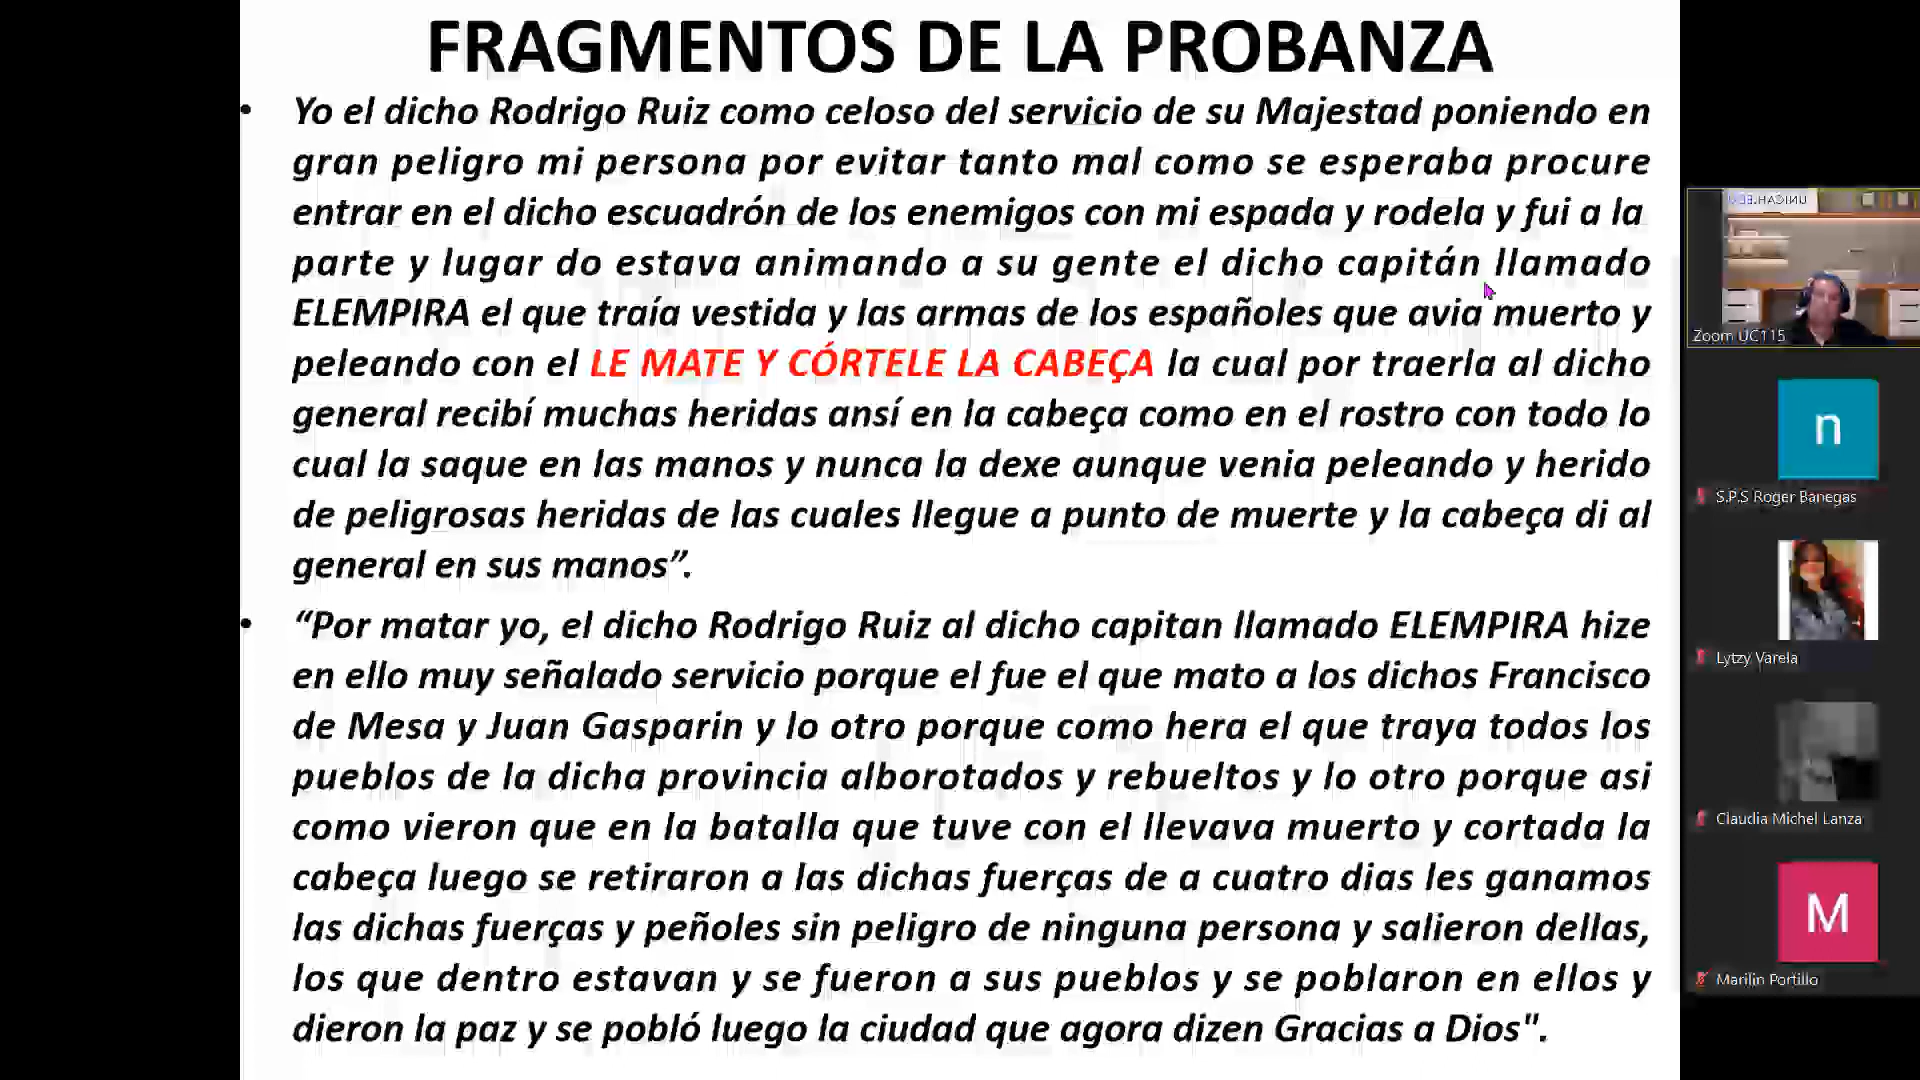 FRAGMENTOS DE LA PROBANZA
• Yo el dicho Rodrigo Ruiz como celoso del servicio de su Majestad poniendo en
gran peligro mi persona por evitar tanto mal como se esperaba procure
entrar en el dicho escuadrón de los enemigos con mi espada y rodela y fui a la
parte y lugar do estava animando a su gente el dicho capitán llamado
ELEMPIRA el que traía vestida y las armas de los españoles que avia muerto y
peleando con el LE MATE Y CÓRTELE LA CABEÇA la cual por traerla al dicho
general recibí muchas heridas ansí en la cabeça como en el rostro con todo lo
cual la saque en las manos y nunca la dexe aunque venia peleando y herido
de peligrosas heridas de las cuales llegue a punto de muerte y la cabeça di al
general en sus manos”.
• “Por matar yo, el dicho Rodrigo Ruiz al dicho capitan llamado ELEMPIRA hize
en ello muy señalado servicio porque el fue el que mato a los dichos Francisco
de Mesa y Juan Gasparin y lo otro porque como hera el que traya todos los
pueblos de la dicha provincia alborotados y rebueltos y lo otro porque asi
como vieron que en la batalla que tuve con el llevava muerto y cortada la
cabeça luego se retiraron a las dichas fuerças de a cuatro dias les ganamos
las dichas fuerças y peñoles sin peligro de ninguna persona y salieron dellas,
los que dentro estavan y se fueron a sus pueblos y se poblaron en ellos y
dieron la paz y se pobló luego la ciudad que agora dizen Gracias a Dios".
Zoom UC115
n
S.P.S Roger Banegas
Lytzy Varela
Claudia Michel Lanza
M
Marilin Portillo